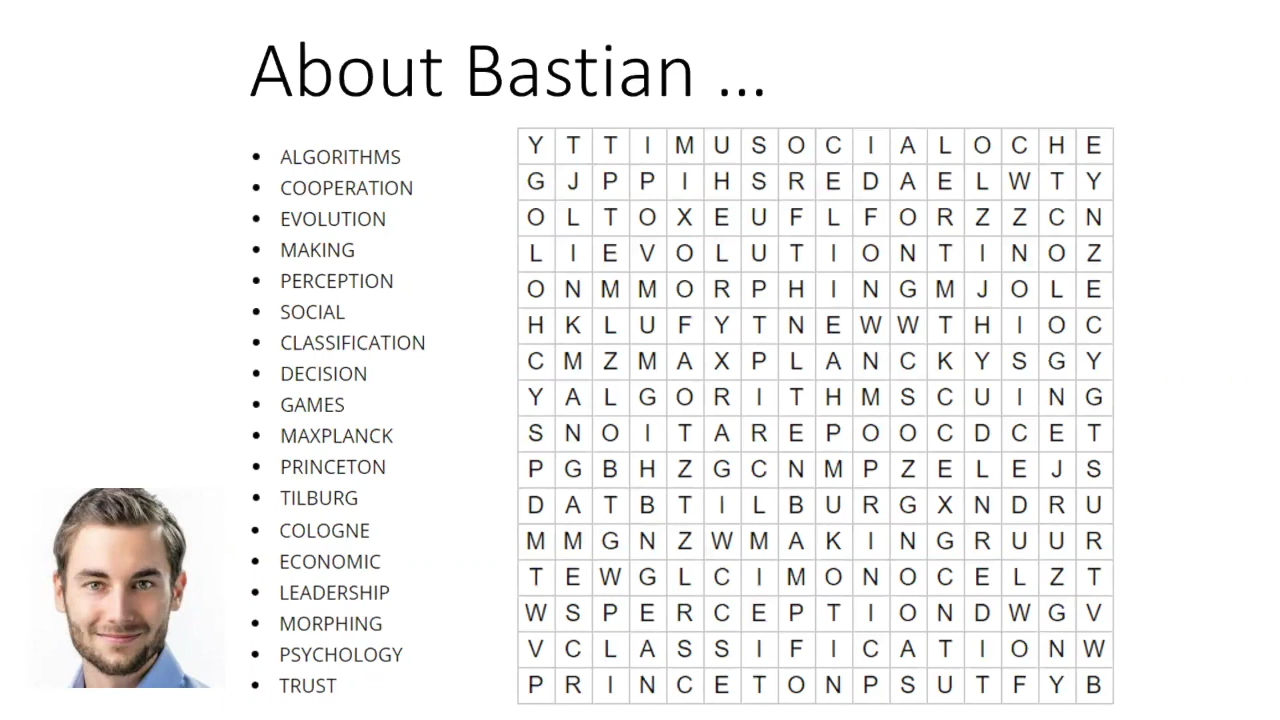 About Bastian ...
• ALGORITHMS
• COOPERATION
• EVOLUTION
• MAKING
• PERCEPTION
• SOCIAL
• CLASSIFICATION
• DECISION
• GAMES
• MAXPLANCK
• PRINCETON
• TILBURG
• COLOGNE
• ECONOMIC
• LEADERSHIP
• MORPHING
• PSYCHOLOGY
• TRUST
Y T T I M U S O C I A L O C H E
G J P P I H S R E D A E L W T Y
O L T O X E U F L F O R Z Z C N
L I E V O L U T I O N T I N O Z
O N M M O R P H I N G M J O L E
H K L U F Y T N E W W T H I O C
C M Z M A X P L A N C K Y S G Y
Y A L G O R I T H M S C U I N G
S N O I T A R E P O O C D C E T
P G B H Z G C N M P Z E L E J S
D A T B T I L B U R G X N D R U
M M G N Z W M A K I N G R U U R
T E W G L C I M O N O C E L Z T
W S P E R C E P T I O N D W G V
V C L A S S I F I C A T I O N W
P R I N C E T O N P S U T F Y B